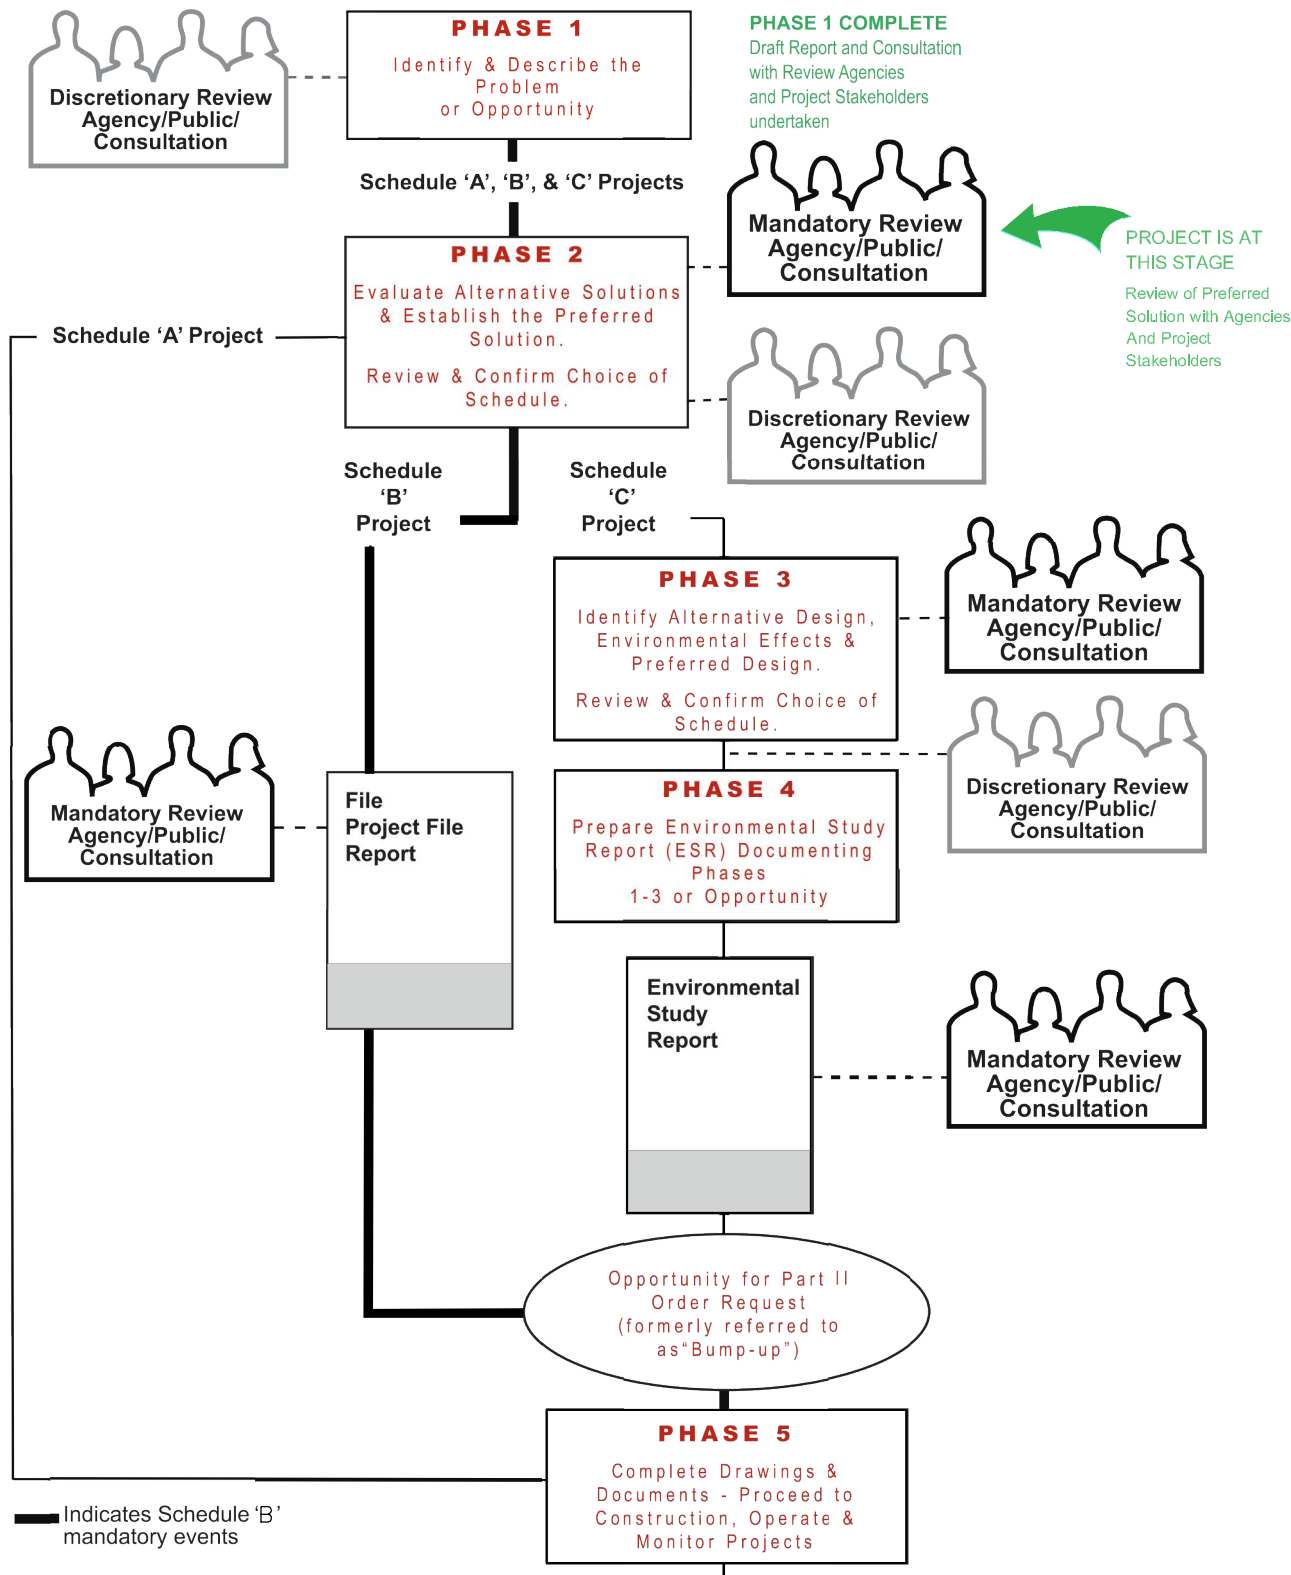 PHASE 1
Identify & Describe the
Problem
or Opportunity
Discretionary Review
Agency/Public/
Consultation
PHASE 1 COMPLETE
Draft Report and Consultation
with Review Agencies
and Project Stakeholders
undertaken
Schedule ‘A’, ‘B’, & ‘C’ Projects
Mandatory Review
Agency/Public/
Consultation
PROJECT IS AT
THIS STAGE
Review of Preferred
Solution with Agencies
And Project
Stakeholders
PHASE 2
Evaluate Alternative Solutions
& Establish the Preferred
Solution.
Review & Confirm Choice of
Schedule.
Schedule ‘A’ Project
Discretionary Review
Agency/Public/
Consultation
Schedule
‘B’
Project
Schedule
‘C’
Project
PHASE 3
Identify Alternative Design,
Environmental Effects &
Preferred Design.
Review & Confirm Choice of
Schedule.
Mandatory Review
Agency/Public/
Consultation
Discretionary Review
Agency/Public/
Consultation
Mandatory Review
Agency/Public/
Consultation
File
Project File
Report
PHASE 4
Prepare Environmental Study
Report (ESR) Documenting
Phases
1-3 or Opportunity
Environmental
Study
Report
Mandatory Review
Agency/Public/
Consultation
Opportunity for Part II
Order Request
(formerly referred to
as“Bump-up”)
PHASE 5
Complete Drawings &
Documents - Proceed to
Construction, Operate &
Monitor Projects
Indicates Schedule ‘B’
mandatory events